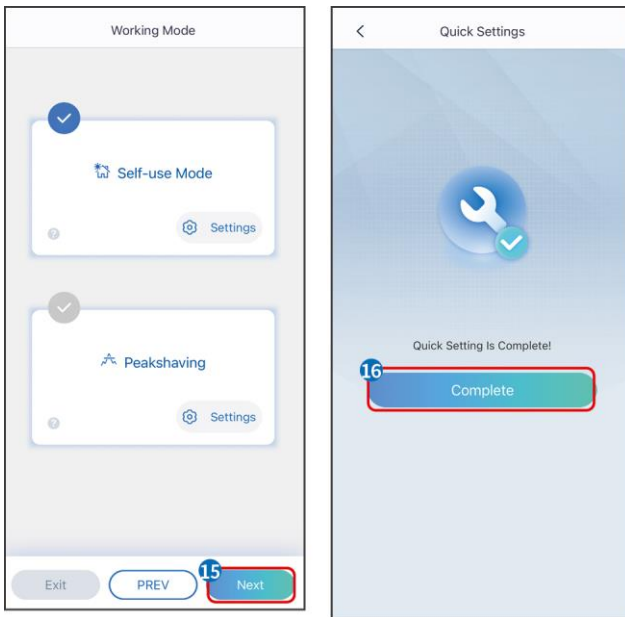 Working Mode
Self-use Mode
?
Settings
Peakshaving
?
Settings
Exit
PREV
15
Next
Quick Settings
Quick Setting Is Complete!
16
Complete